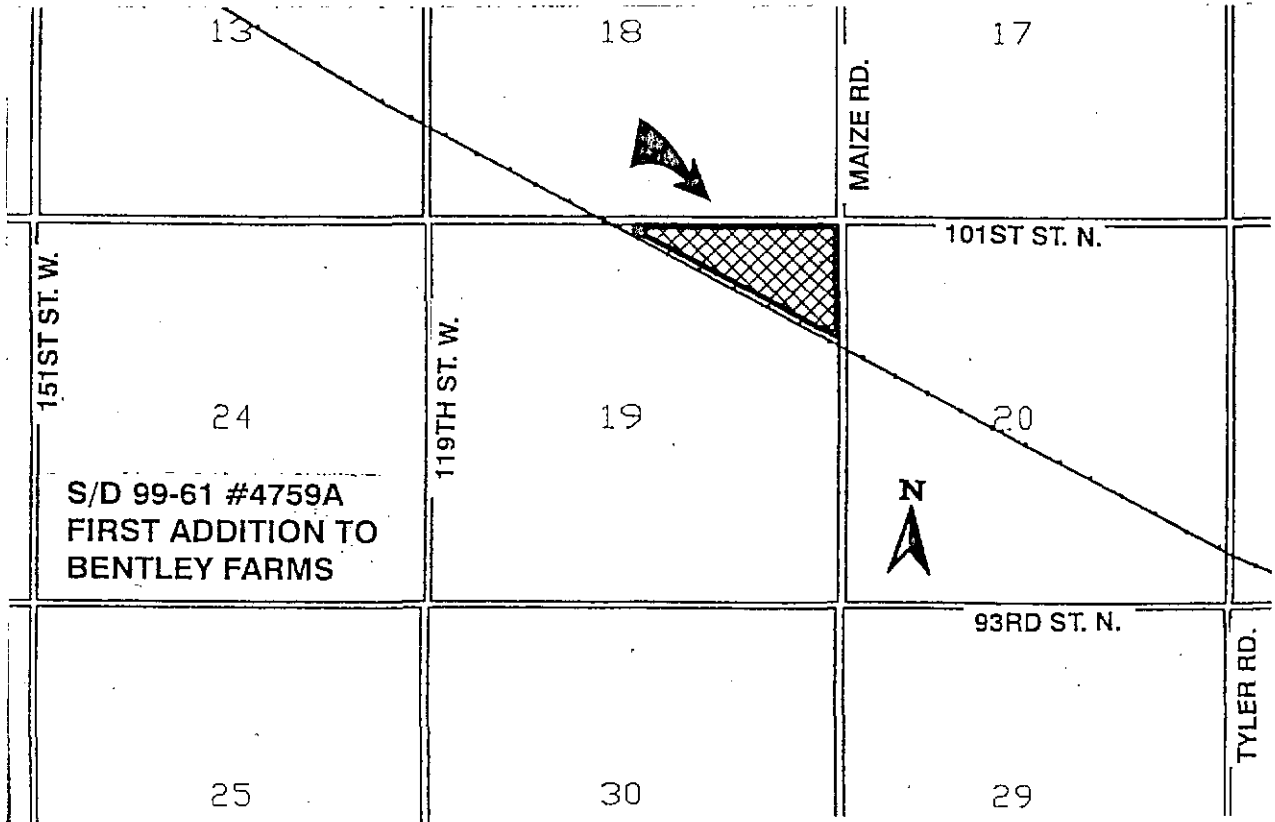 13
18
17
MAIZE RD.
101ST ST. N.
151ST ST. W.
119TH ST. W.
24
19
20
S/D 99-61 #4759A
FIRST ADDITION TO
BENTLEY FARMS
N
93RD ST. N.
TYLER RD.
25
30
29